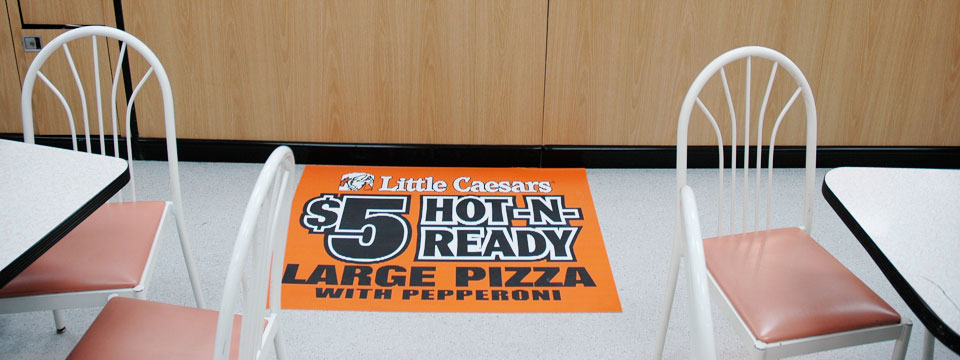 Little Caesars®
$5 HOT-N-
READY
LARGE PIZZA
WITH PEPPERONI